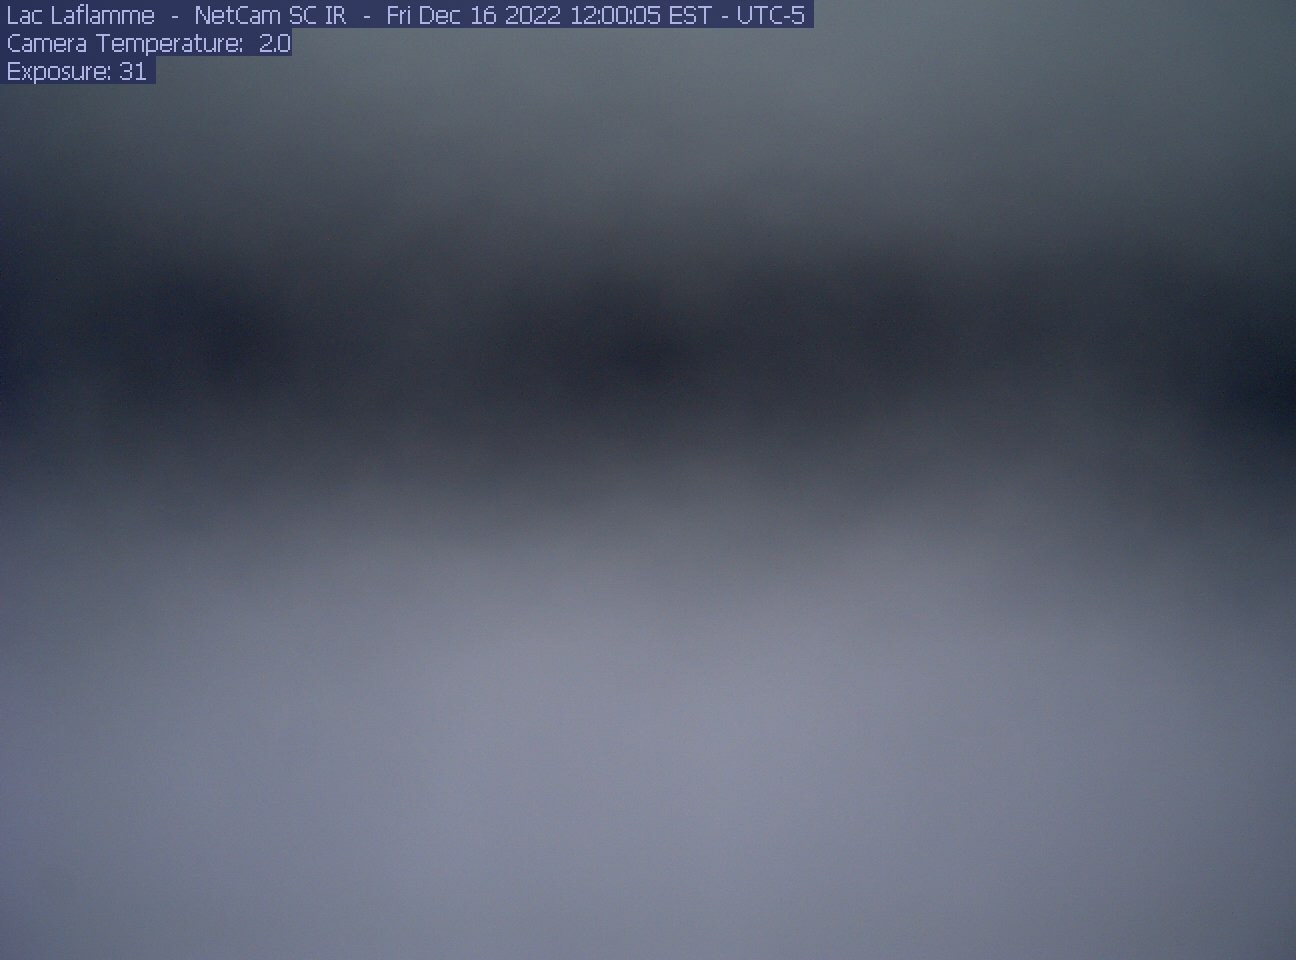 Lac Laflamme - NetCam SC IR - Fri Dec 16 2022 12:00:05 EST - UTC-5
Camera Temperature: 2.0
Exposure: 31